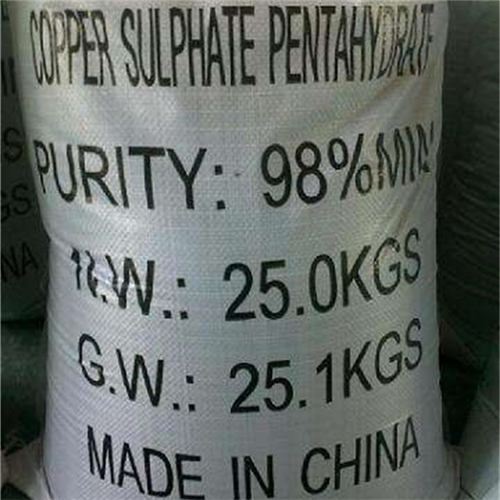 COPPER SULPHATE PENTAHYDRATE
PURITY: 98%MIN
N.W.: 25.0KGS
G.W.: 25.1KGS
MADE IN CHINA